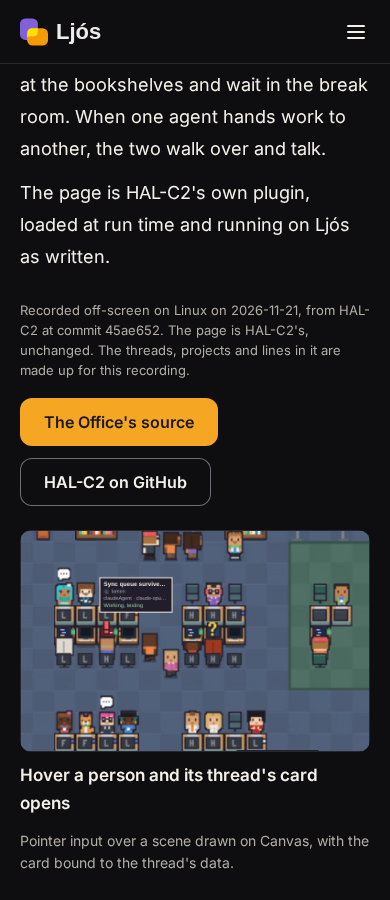 Ljós
at the bookshelves and wait in the break
room. When one agent hands work to
another, the two walk over and talk.
The page is HAL-C2's own plugin,
loaded at run time and running on Ljós
as written.
Recorded off-screen on Linux on 2026-11-21, from HAL-
C2 at commit 45ae652. The page is HAL-C2's,
unchanged. The threads, projects and lines in it are
made up for this recording.
The Office's source
HAL-C2 on GitHub
Sync queue survive...
lumen
claudeAgent · claude-opu...
Working, testing
L H L H H
?
L L H L H H
F F L L H H L L
Hover a person and its thread's card
opens
Pointer input over a scene drawn on Canvas, with the
card bound to the thread's data.